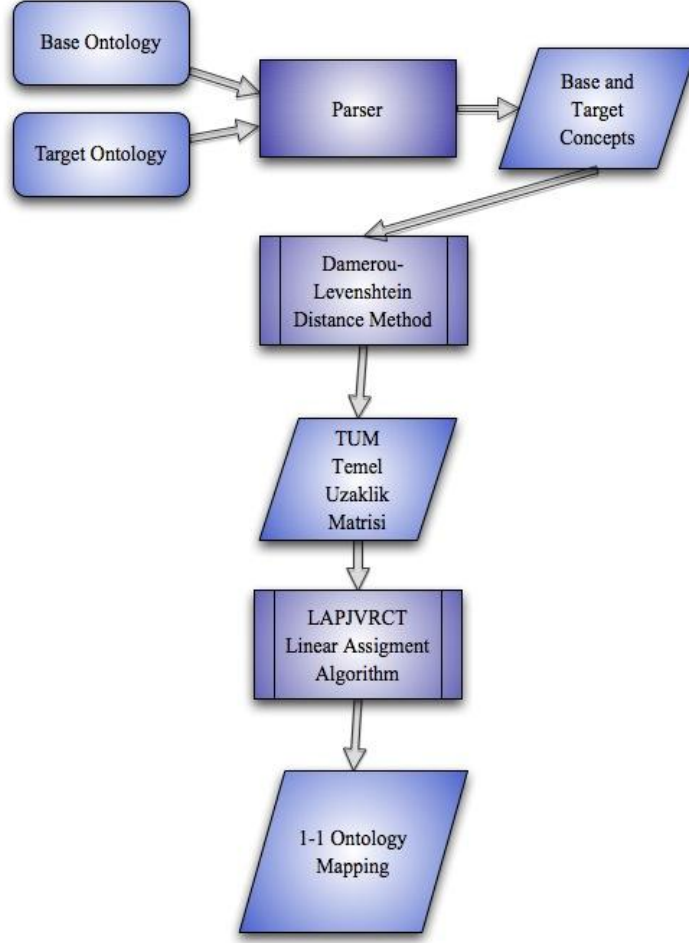 Base Ontology
Target Ontology
Parser
Base and
Target
Concepts
Damerou-
Levenshtein
Distance Method
TUM
Temel
Uzaklik
Matrisi
LAPJVRCT
Linear Assigment
Algorithm
1-1 Ontology
Mapping